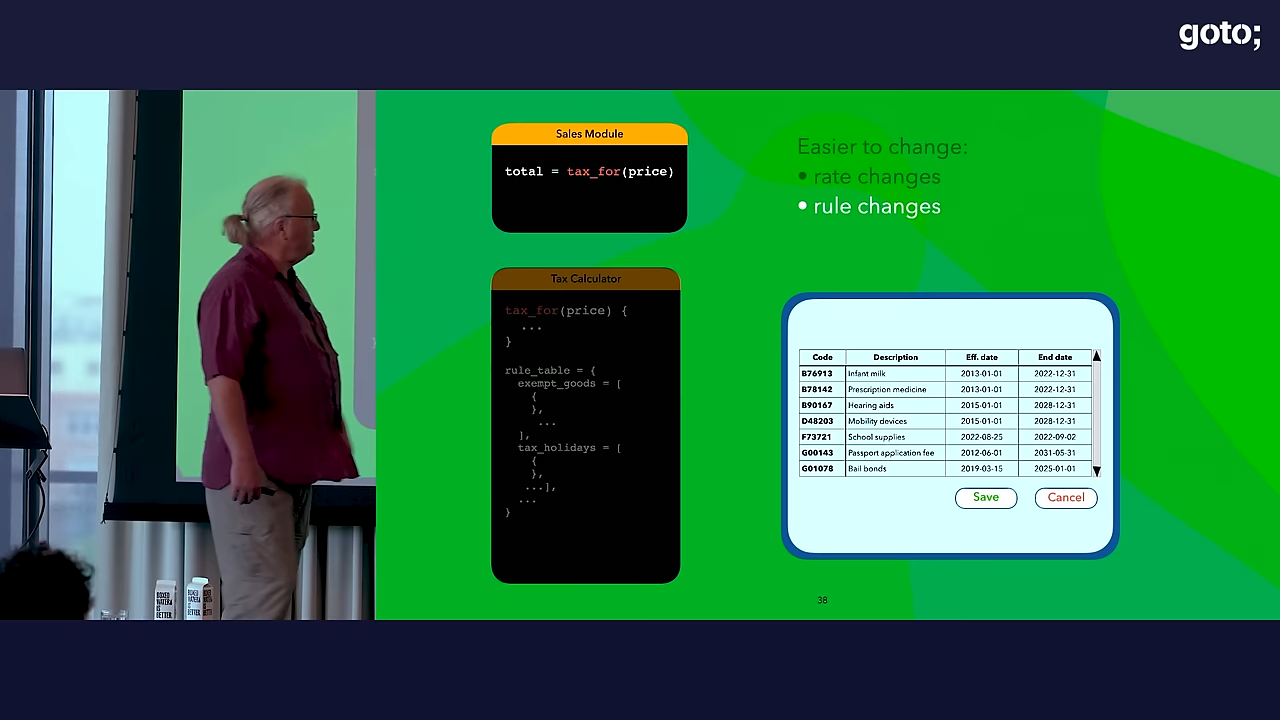 goto;
Sales Module
total = tax_for(price)
Tax Calculator
tax_for(price) {
...
}
rule_table = {
exempt_goods = [
{
},
...
],
tax_holidays = [
{
},
...],
...
}
Easier to change:
• rate changes
• rule changes
Code Description Eff. date End date
B76913 Infant milk 2013-01-01 2022-12-31
B78142 Prescription medicine 2013-01-01 2022-12-31
B90167 Hearing aids 2015-01-01 2028-12-31
D48203 Mobility devices 2015-01-01 2028-12-31
F73721 School supplies 2022-08-25 2022-09-02
G00143 Passport application fee 2012-06-01 2031-05-31
G01078 Bail bonds 2019-03-15 2025-01-01
Save Cancel
38
BOXED
WATER
IS
BETTER